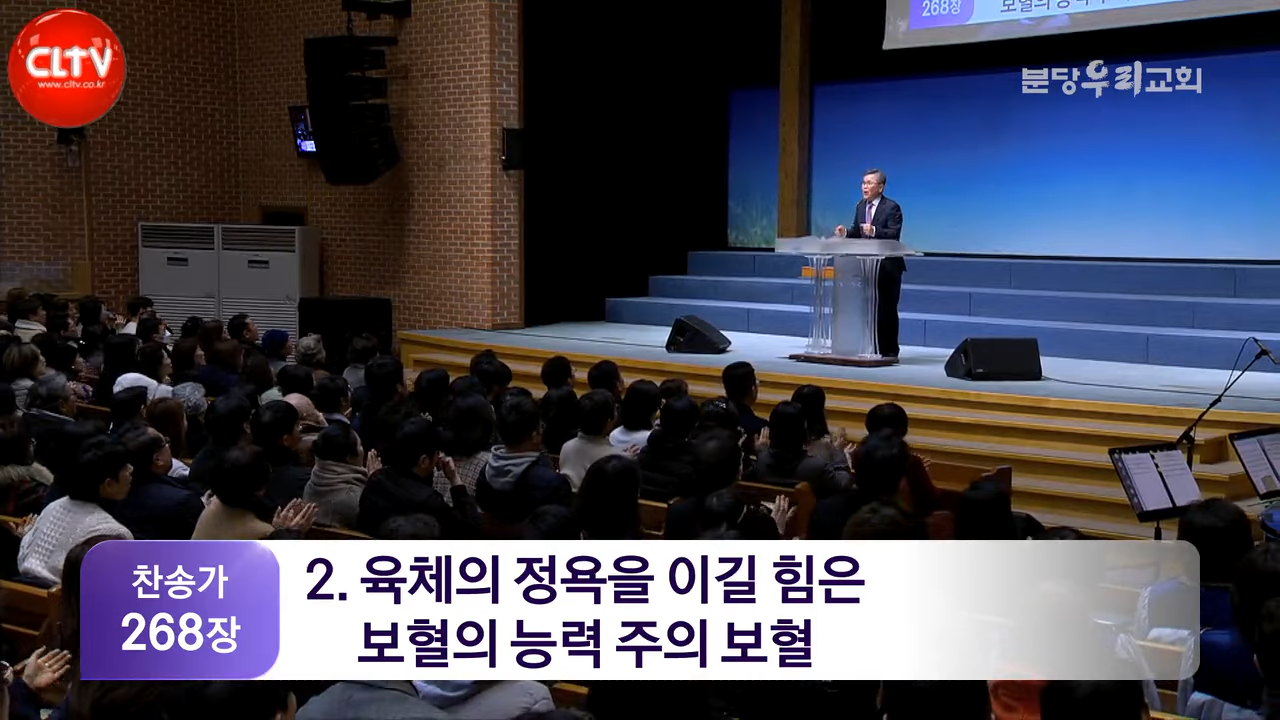 CLTV
www.cltv.co.kr
268장
분당우리교회
찬송가
268장
2. 육체의 정욕을 이길 힘은
보혈의 능력 주의 보혈